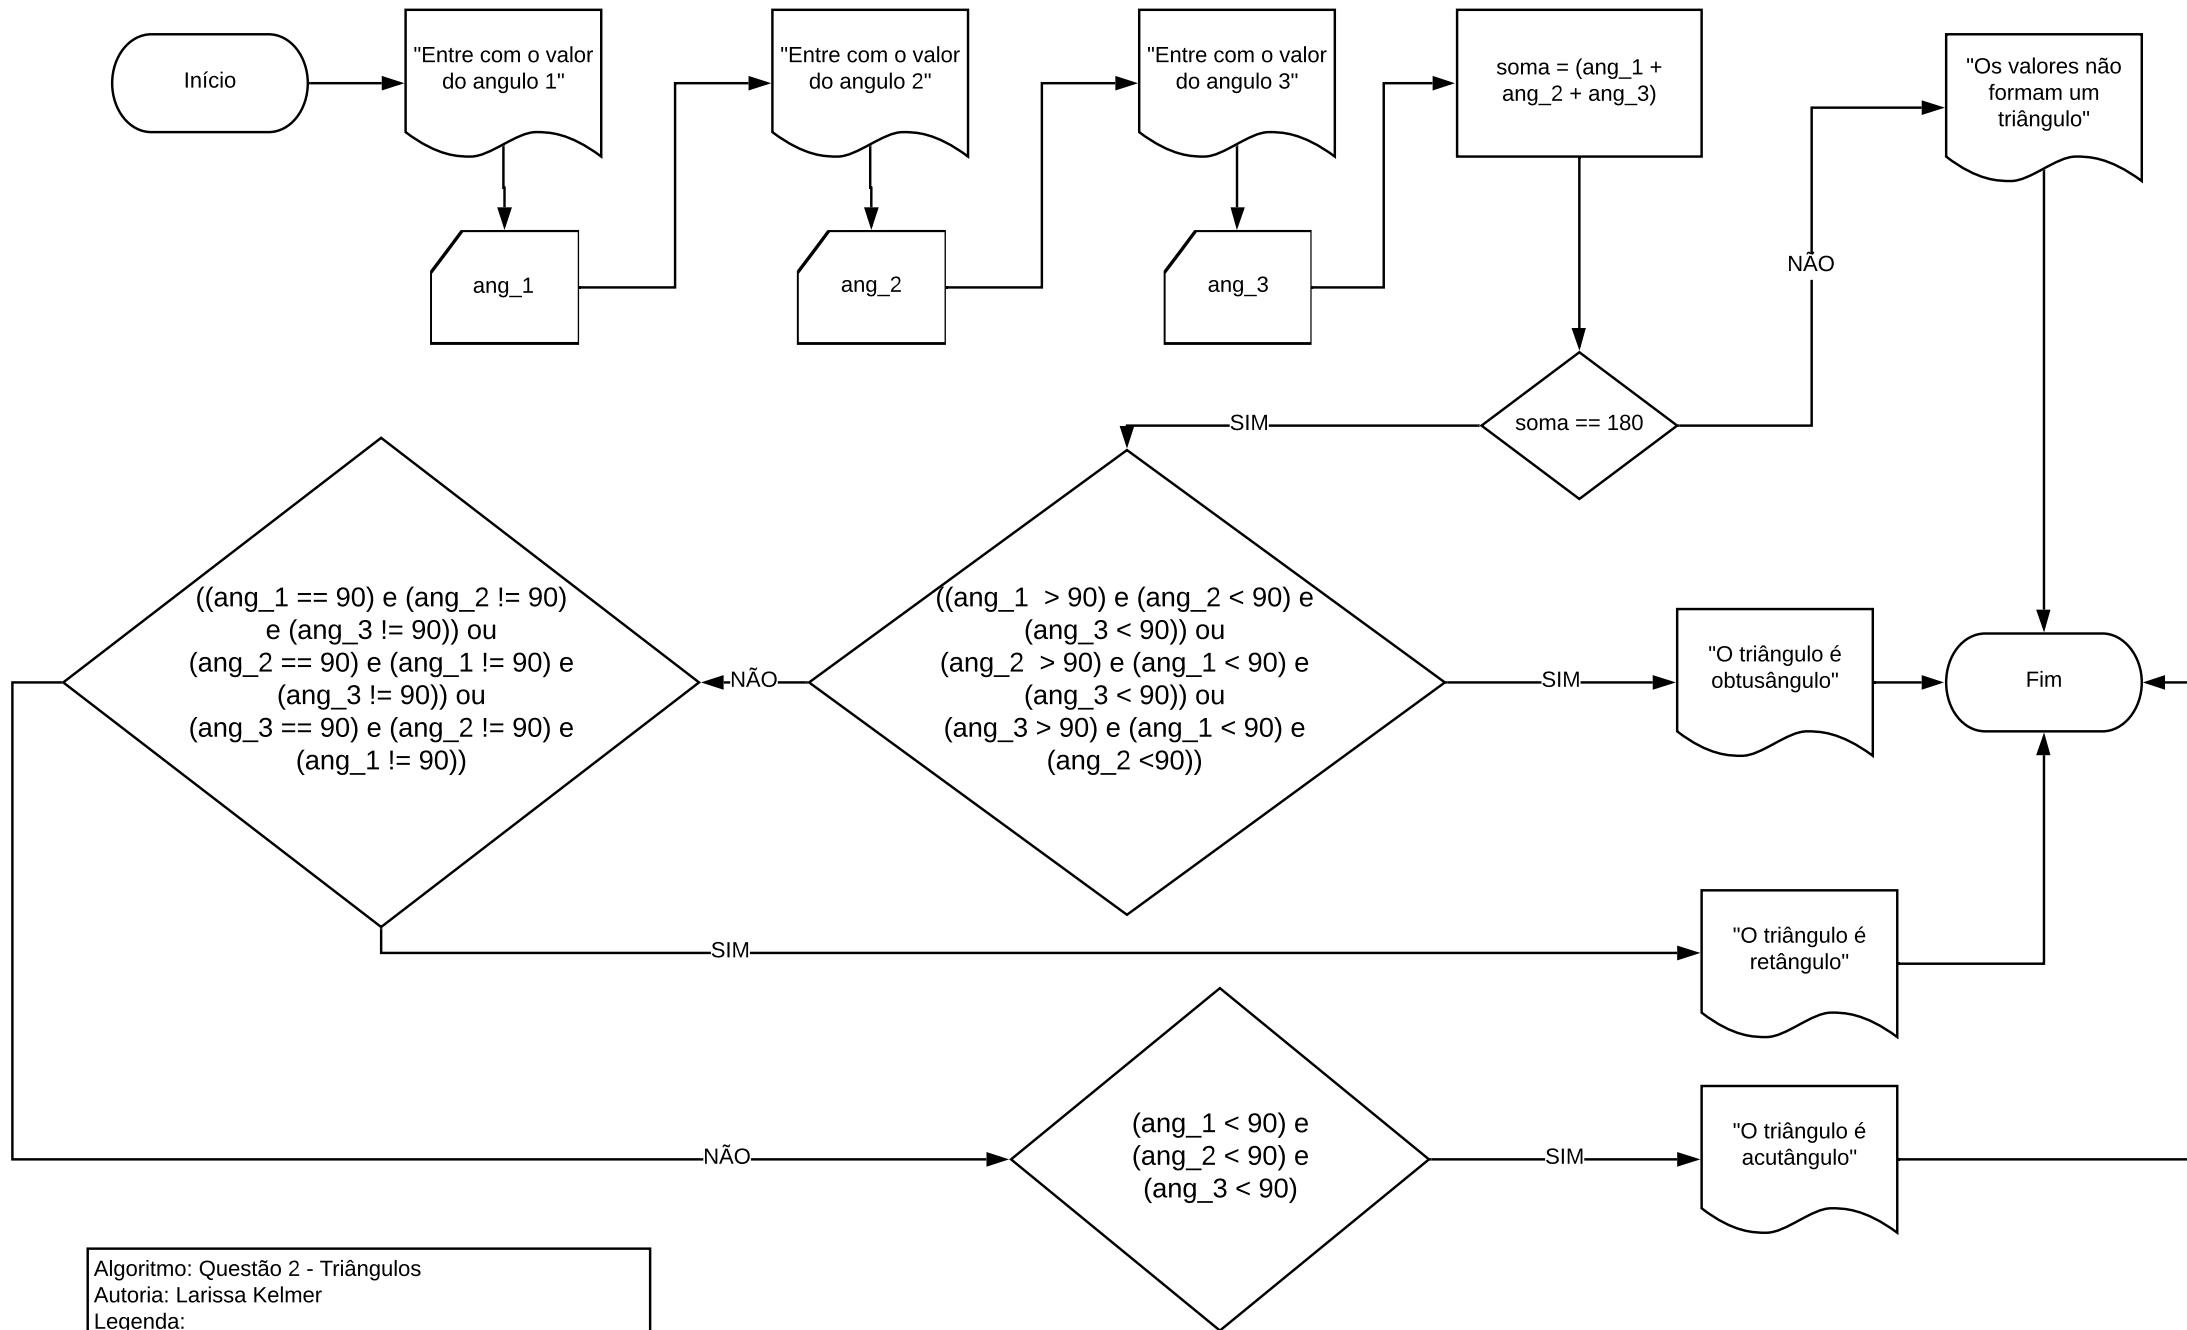 Início
"Entre com o valor
do angulo 1"
ang_1
"Entre com o valor
do angulo 2"
ang_2
"Entre com o valor
do angulo 3"
ang_3
soma = (ang_1 +
ang_2 + ang_3)
soma == 180
NÃO
"Os valores não
formam um
triângulo"
SIM
((ang_1  > 90) e (ang_2 < 90) e
(ang_3 < 90)) ou
(ang_2  > 90) e (ang_1 < 90) e
(ang_3 < 90)) ou
(ang_3 > 90) e (ang_1 < 90) e
(ang_2 <90))
SIM
"O triângulo é
obtusângulo"
Fim
NÃO
((ang_1 == 90) e (ang_2 != 90)
e (ang_3 != 90)) ou
(ang_2 == 90) e (ang_1 != 90) e
(ang_3 != 90)) ou
(ang_3 == 90) e (ang_2 != 90) e
(ang_1 != 90))
SIM
"O triângulo é
retângulo"
NÃO
(ang_1 < 90) e
(ang_2 < 90) e
(ang_3 < 90)
SIM
"O triângulo é
acutângulo"
Algoritmo: Questão 2 - Triângulos
Autoria: Larissa Kelmer
Legenda: